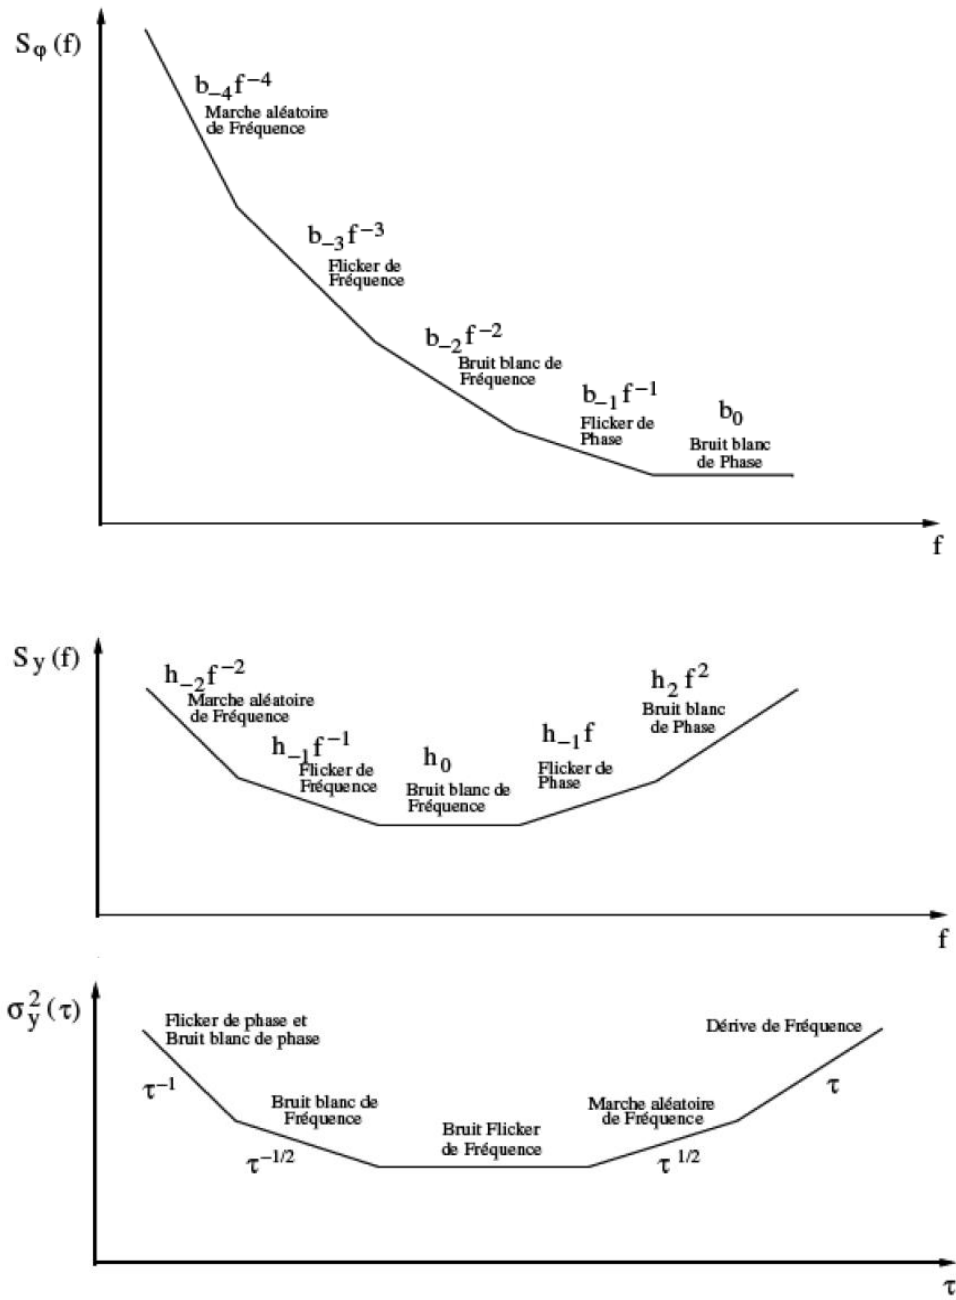 Sφ (f)
b₋₄f⁻⁴
Marche aléatoire
de Fréquence
b₋₃f⁻³
Flicker de
Fréquence
b₋₂f⁻²
Bruit blanc de
Fréquence
b₋₁f⁻¹
Flicker de
Phase
b₀
Bruit blanc
de Phase
f
Sy (f)
h₋₂f⁻²
Marche aléatoire
de Fréquence
h₋₁f⁻¹
Flicker de
Fréquence
h₀
Bruit blanc de
Fréquence
h₋₁f
Flicker de
Phase
h₂ f²
Bruit blanc
de Phase
f
σ²y(τ)
Flicker de phase et
Bruit blanc de phase
τ⁻¹
Bruit blanc de
Fréquence
τ⁻¹/²
Bruit Flicker
de Fréquence
Marche aléatoire
de Fréquence
τ ¹/²
Dérive de Fréquence
τ
τ